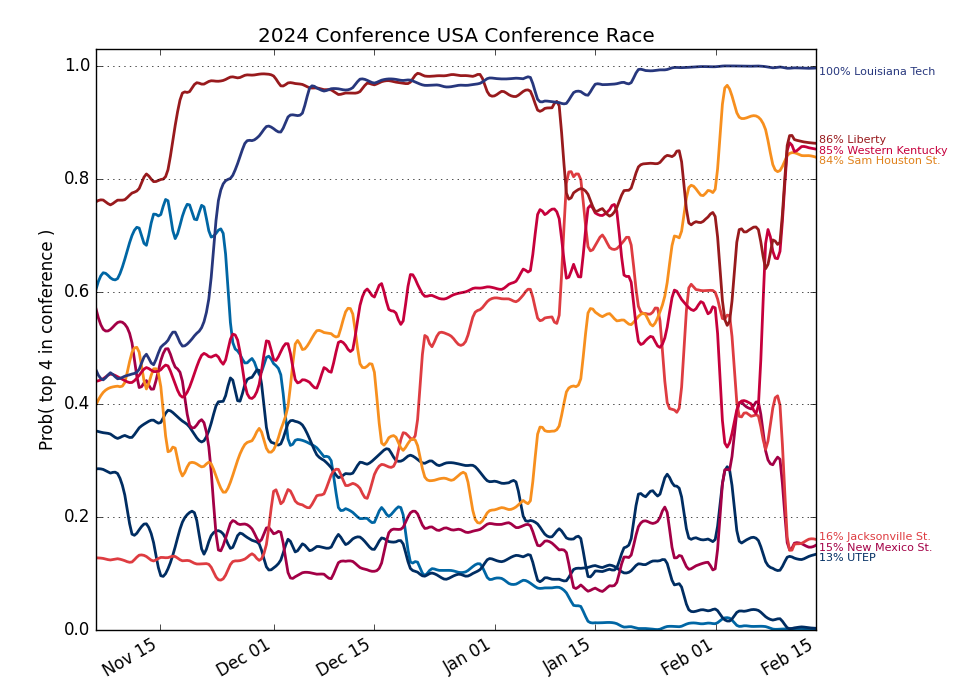 2024 Conference USA Conference Race
Prob( top 4 in conference )
1.0
0.8
0.6
0.4
0.2
0.0
Nov 15
Dec 01
Dec 15
Jan 01
Jan 15
Feb 01
Feb 15
100% Louisiana Tech
86% Liberty
85% Western Kentucky
84% Sam Houston St.
16% Jacksonville St.
15% New Mexico St.
13% UTEP